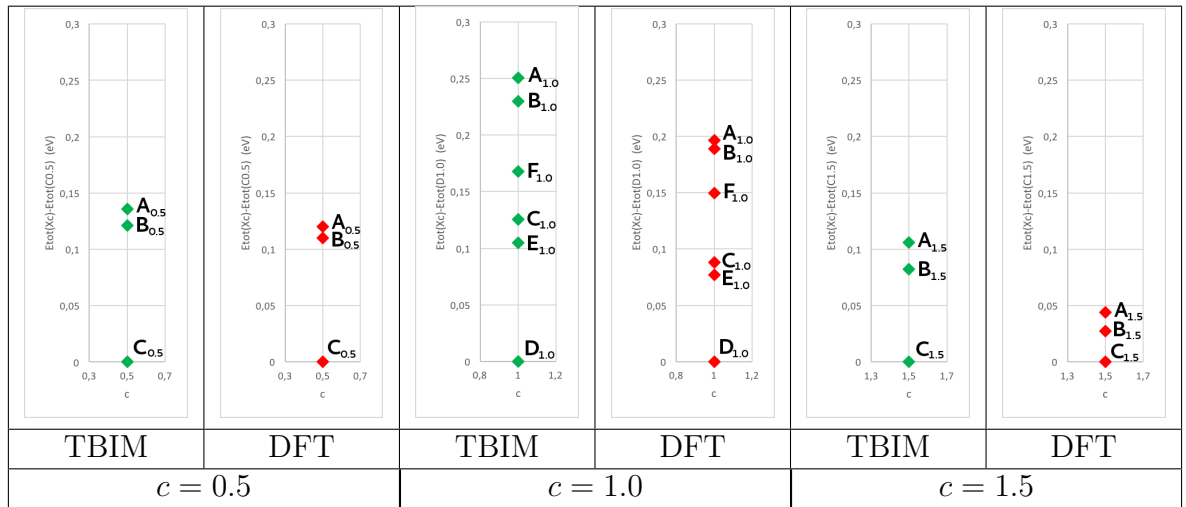 0,3
0,25
0,2
0,15
0,1
0,05
0
0,3 0,5 0,7
c
Etot(Xc)-Etot(C0.5) (eV)
A0.5
B0.5
C0.5
0,3
0,25
0,2
0,15
0,1
0,05
0
0,3 0,5 0,7
c
Etot(Xc)-Etot(C0.5) (eV)
A0.5
B0.5
C0.5
0,3
0,25
0,2
0,15
0,1
0,05
0
0,8 1 1,2
c
Etot(Xc)-Etot(D1.0) (eV)
A1.0
B1.0
F1.0
C1.0
E1.0
D1.0
0,3
0,25
0,2
0,15
0,1
0,05
0
0,8 1 1,2
c
Etot(Xc)-Etot(D1.0) (eV)
A1.0
B1.0
F1.0
C1.0
E1.0
D1.0
0,3
0,25
0,2
0,15
0,1
0,05
0
1,3 1,5 1,7
c
Etot(Xc)-Etot(C1.5) (eV)
A1.5
B1.5
C1.5
0,3
0,25
0,2
0,15
0,1
0,05
0
1,3 1,5 1,7
c
Etot(Xc)-Etot(C1.5) (eV)
A1.5
B1.5
C1.5
TBIM DFT TBIM DFT TBIM DFT
c = 0.5 c = 1.0 c = 1.5